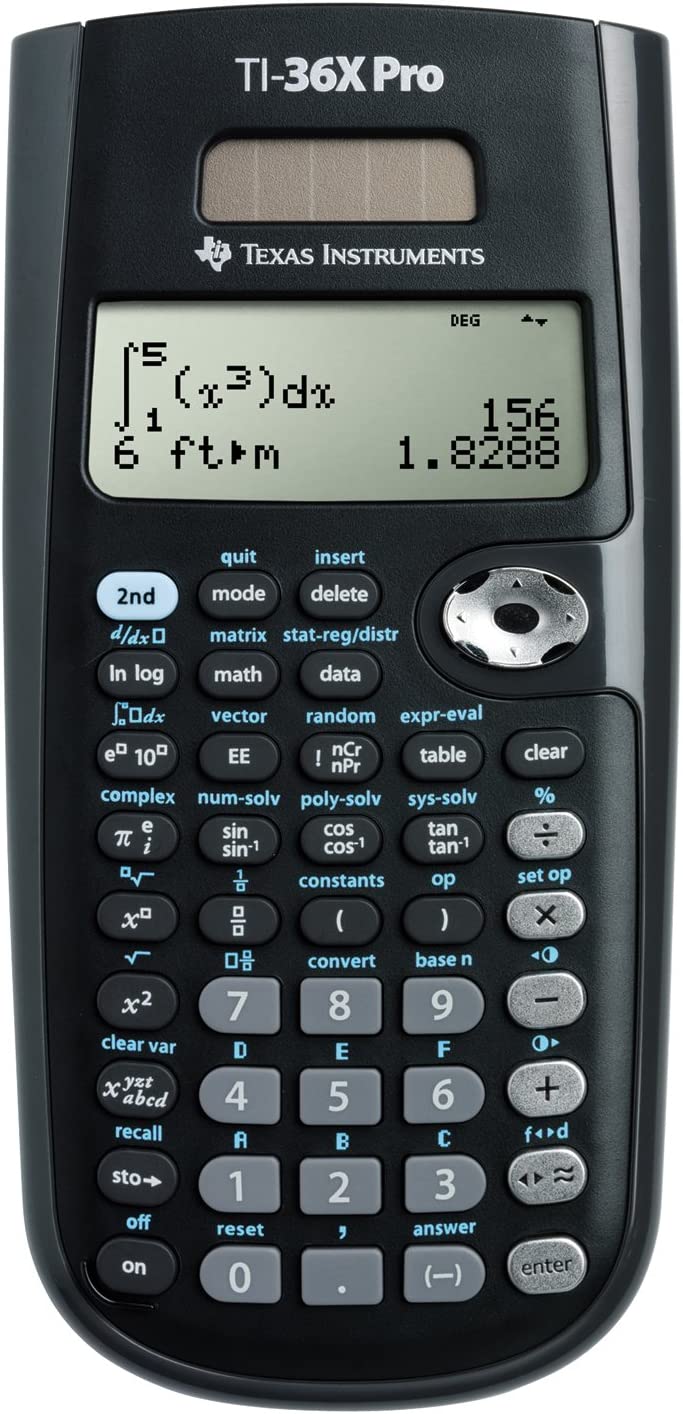 TI-36X Pro
TEXAS INSTRUMENTS
DEG
∫₁⁵(x³)dx 156
6 ft▸m 1.8288
quit insert
2nd mode delete
d/dx□ matrix stat-reg/distr
ln log math data
∫□dx vector random expr-eval
e□ 10□ EE ! nCr nPr table clear
complex num-solv poly-solv sys-solv %
π e i sin sin-1 cos cos-1 tan tan-1 ÷
□√ 1/□ constants op set op
x□ □/□ ( ) ×
√ □□/□ convert base n ◂◐
x² 7 8 9 −
clear var D E F ◐▸
x yzt abcd 4 5 6 +
recall A B C f◂▸d
sto→ 1 2 3 ◂▸ ≈
off reset , answer
on 0 . (−) enter